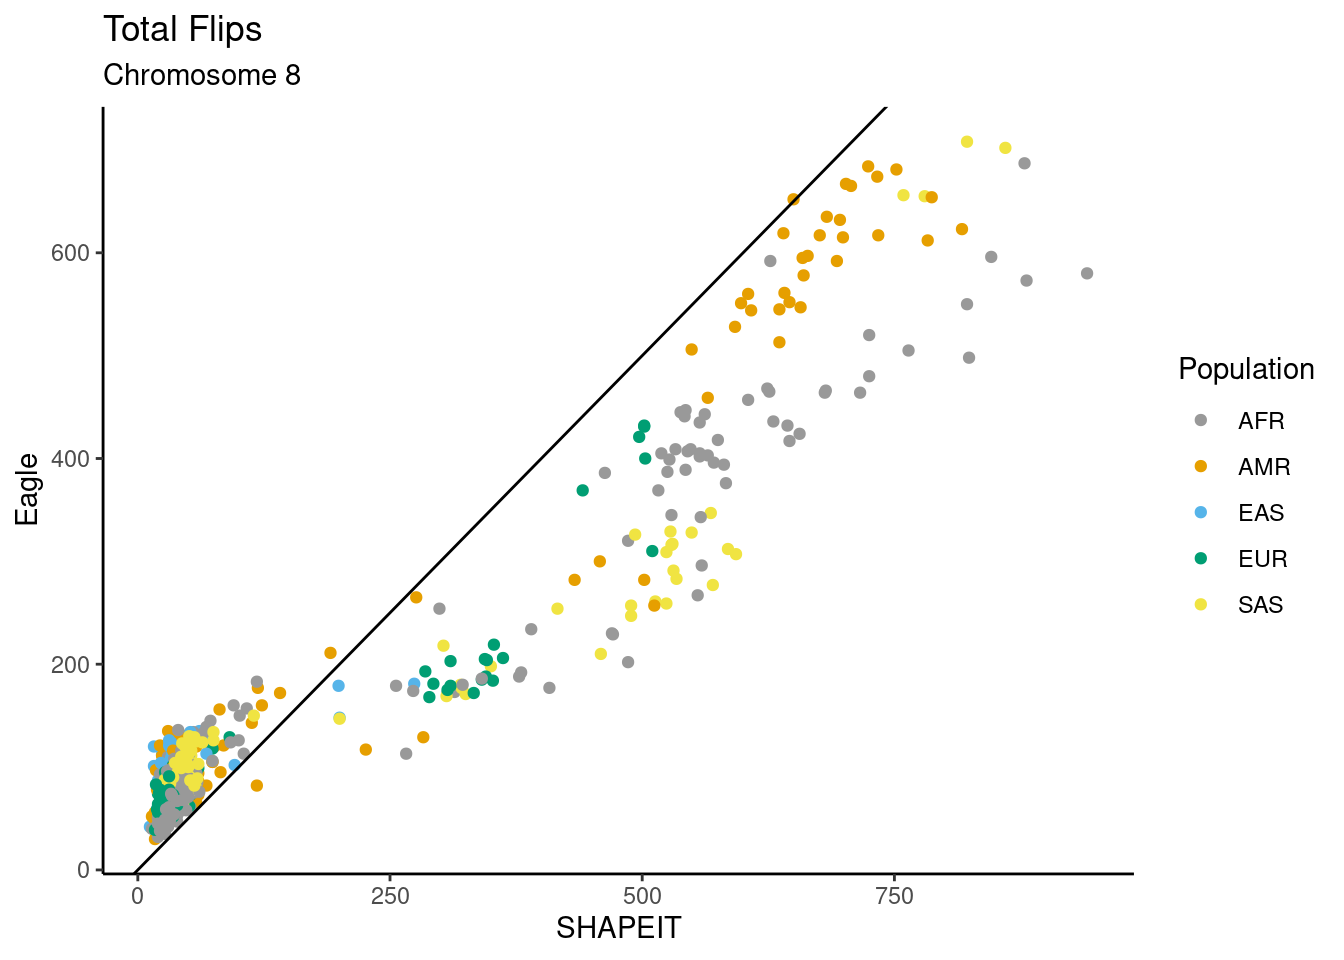 Total Flips
Chromosome 8
600
400
200
0
Eagle
0 250 500 750
SHAPEIT
Population
AFR
AMR
EAS
EUR
SAS